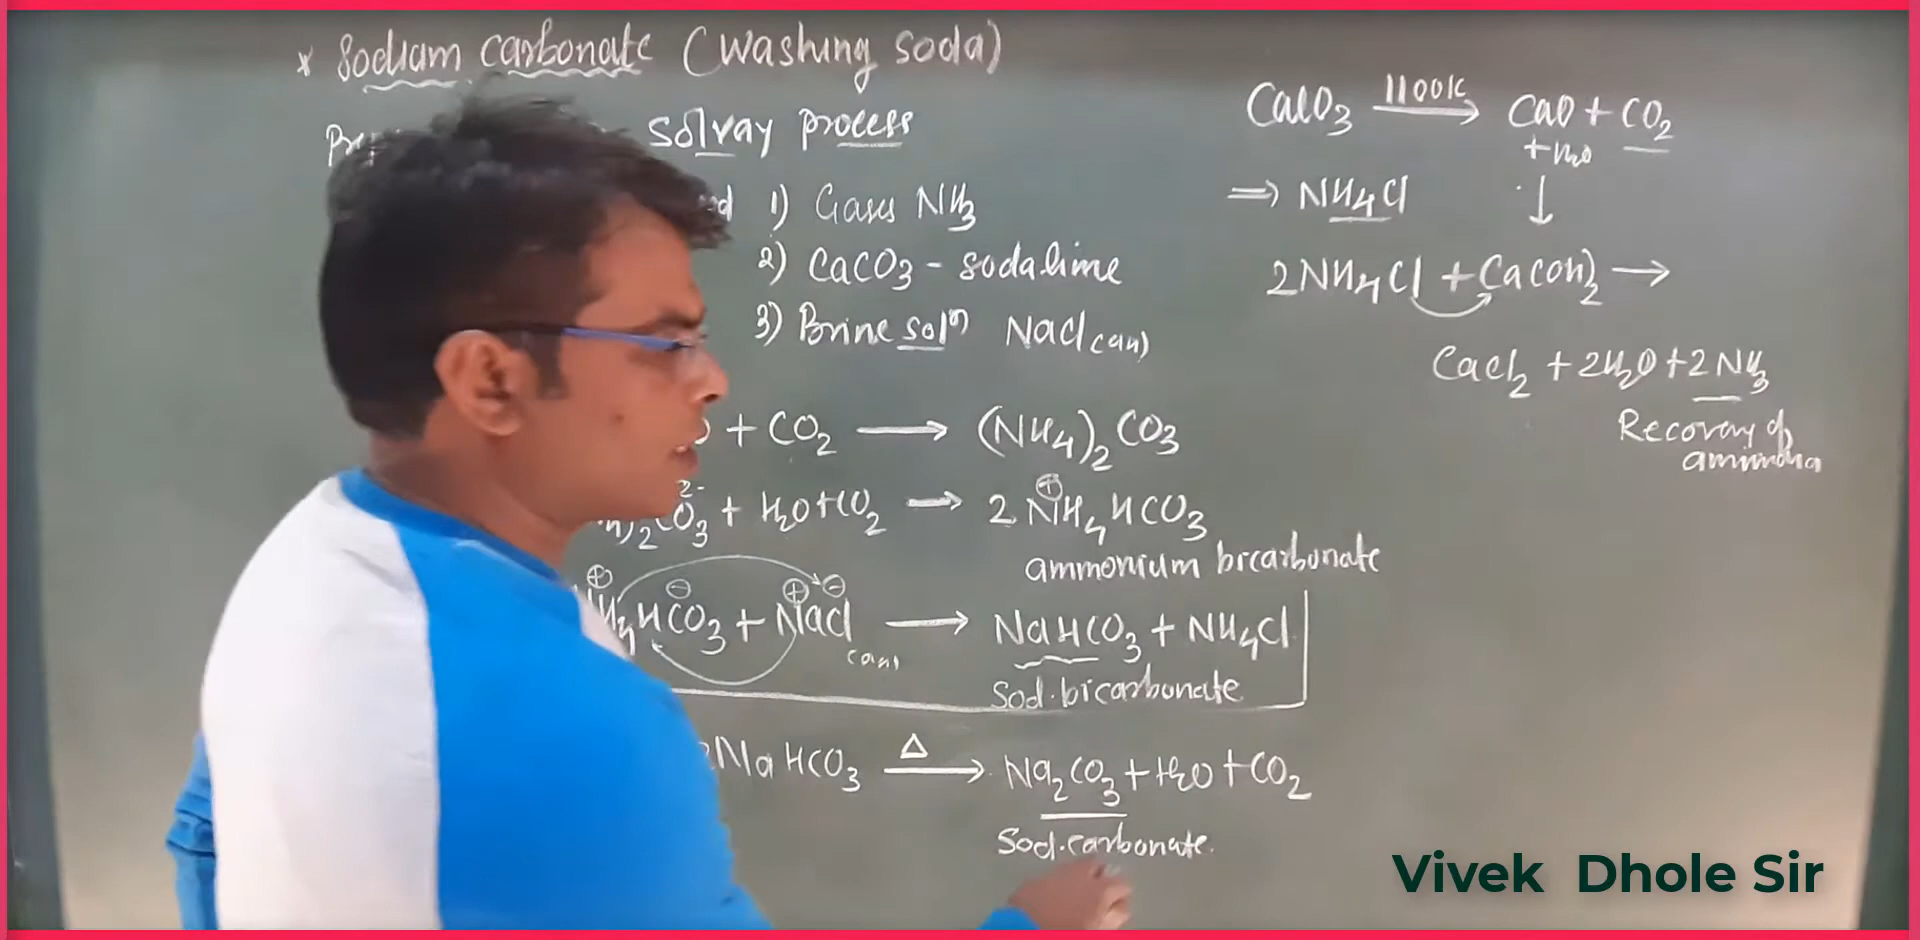 * Sodium carbonate (Washing soda)
Solvay process
1) Gases NH3
2) CaCO3 - sodalime
3) Brine solⁿ NaCl(aq)
+ CO2 ⟶ (NH4)2CO3
)2CO3 2- + H2O + CO2 → 2 NH4HCO3
ammonium bicarbonate
HCO3 + NaCl(aq) ⟶ NaHCO3 + NH4Cl
Sod. bicarbonate
NaHCO3 Δ⟶ Na2CO3 + H2O + CO2
Sod. carbonate.
CaCO3 1100K⟶ CaO + CO2
+ H2O
↓
⇒ NH4Cl
2NH4Cl + Ca(OH)2 ⟶
CaCl2 + 2H2O + 2NH3
Recovery of
ammonia
Vivek Dhole Sir